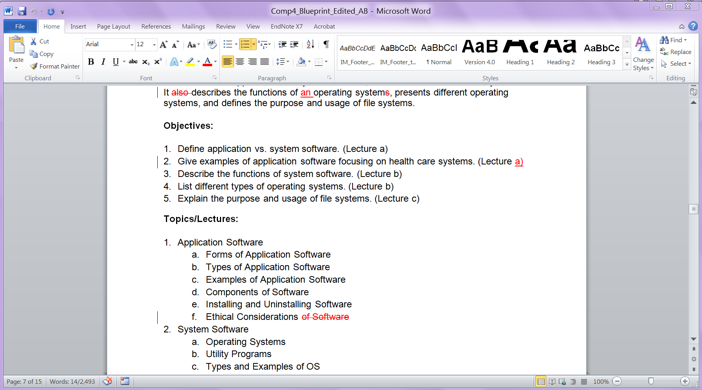 Comp4_Blueprint_Edited_AB - Microsoft Word
File Home Insert Page Layout References Mailings Review View EndNote X7 Acrobat
Paste
Cut
Copy
Format Painter
Clipboard
Arial 12
Font
Paragraph
AaBbCcDdE AaBbCcDc AaBbCcI AaB AaBbCc
IM_Footer_... IM_Footer_t... ¶ Normal Version 4.0 Heading 1 Heading 2 Heading 3
Styles
Change Styles
Find
Replace
Select
Editing
It also describes the functions of an operating systems, presents different operating
systems, and defines the purpose and usage of file systems.
Objectives:
1. Define application vs. system software. (Lecture a)
2. Give examples of application software focusing on health care systems. (Lecture a)
3. Describe the functions of system software. (Lecture b)
4. List different types of operating systems. (Lecture b)
5. Explain the purpose and usage of file systems. (Lecture c)
Topics/Lectures:
1. Application Software
a. Forms of Application Software
b. Types of Application Software
c. Examples of Application Software
d. Components of Software
e. Installing and Uninstalling Software
f. Ethical Considerations of Software
2. System Software
a. Operating Systems
b. Utility Programs
c. Types and Examples of OS
Page: 7 of 15 Words: 14/2,493 100%